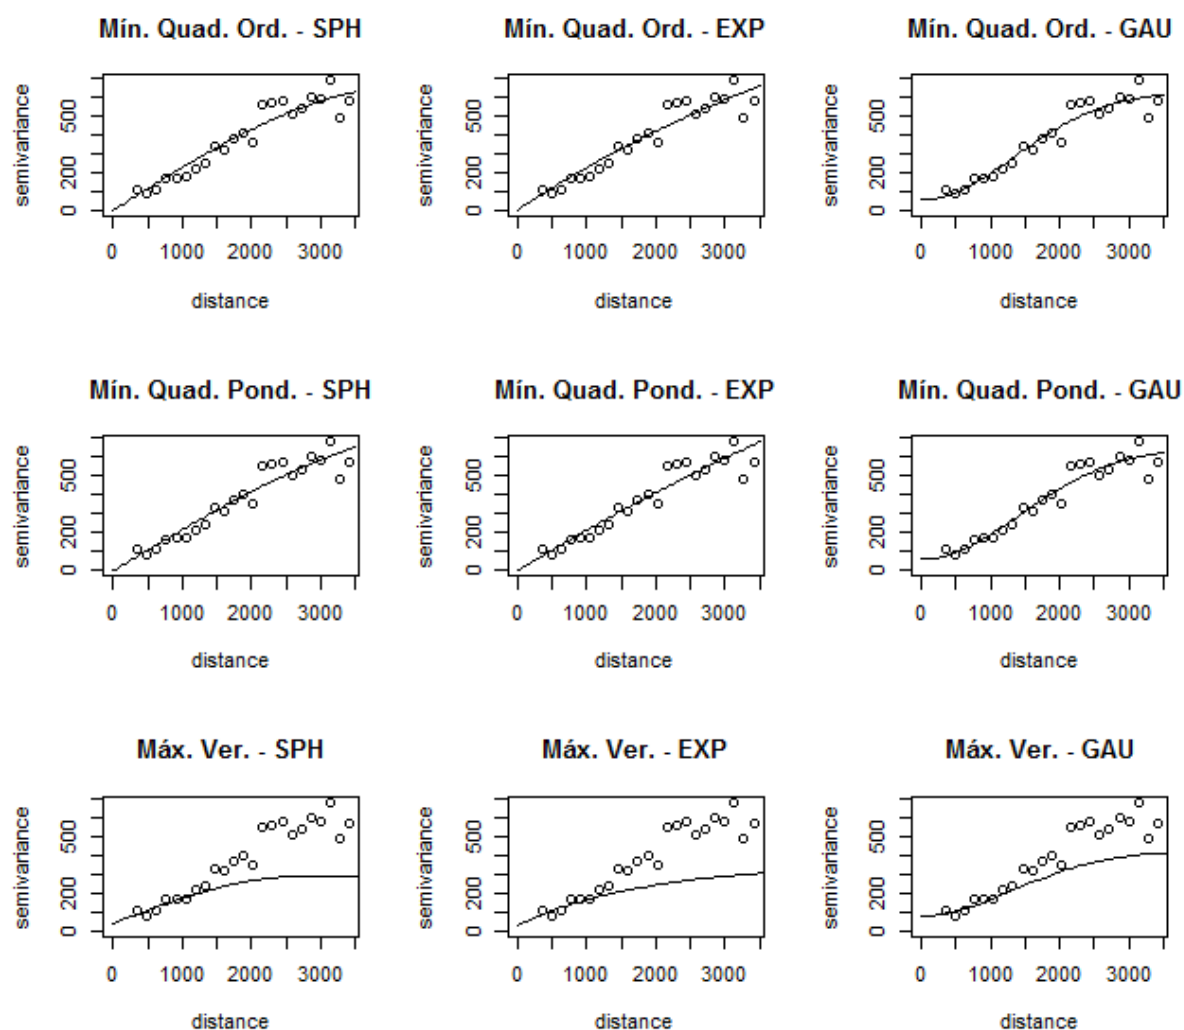 Mín. Quad. Ord. - SPH
semivariance
0 200 500
0 1000 2000 3000
distance
Mín. Quad. Ord. - EXP
semivariance
0 200 500
0 1000 2000 3000
distance
Mín. Quad. Ord. - GAU
semivariance
0 200 500
0 1000 2000 3000
distance
Mín. Quad. Pond. - SPH
semivariance
0 200 500
0 1000 2000 3000
distance
Mín. Quad. Pond. - EXP
semivariance
0 200 500
0 1000 2000 3000
distance
Mín. Quad. Pond. - GAU
semivariance
0 200 500
0 1000 2000 3000
distance
Máx. Ver. - SPH
semivariance
0 200 500
0 1000 2000 3000
distance
Máx. Ver. - EXP
semivariance
0 200 500
0 1000 2000 3000
distance
Máx. Ver. - GAU
semivariance
0 200 500
0 1000 2000 3000
distance